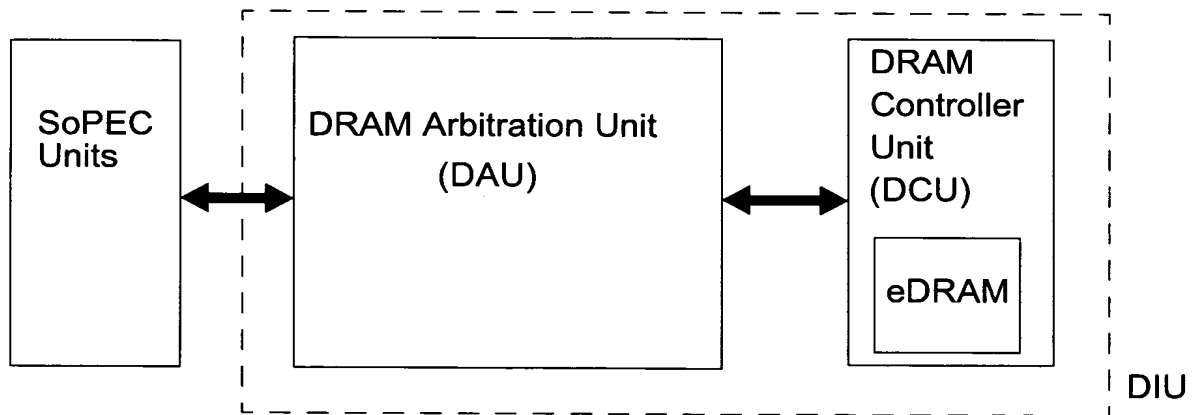 SoPEC
Units
DRAM Arbitration Unit
(DAU)
DRAM
Controller
Unit
(DCU)
eDRAM
DIU